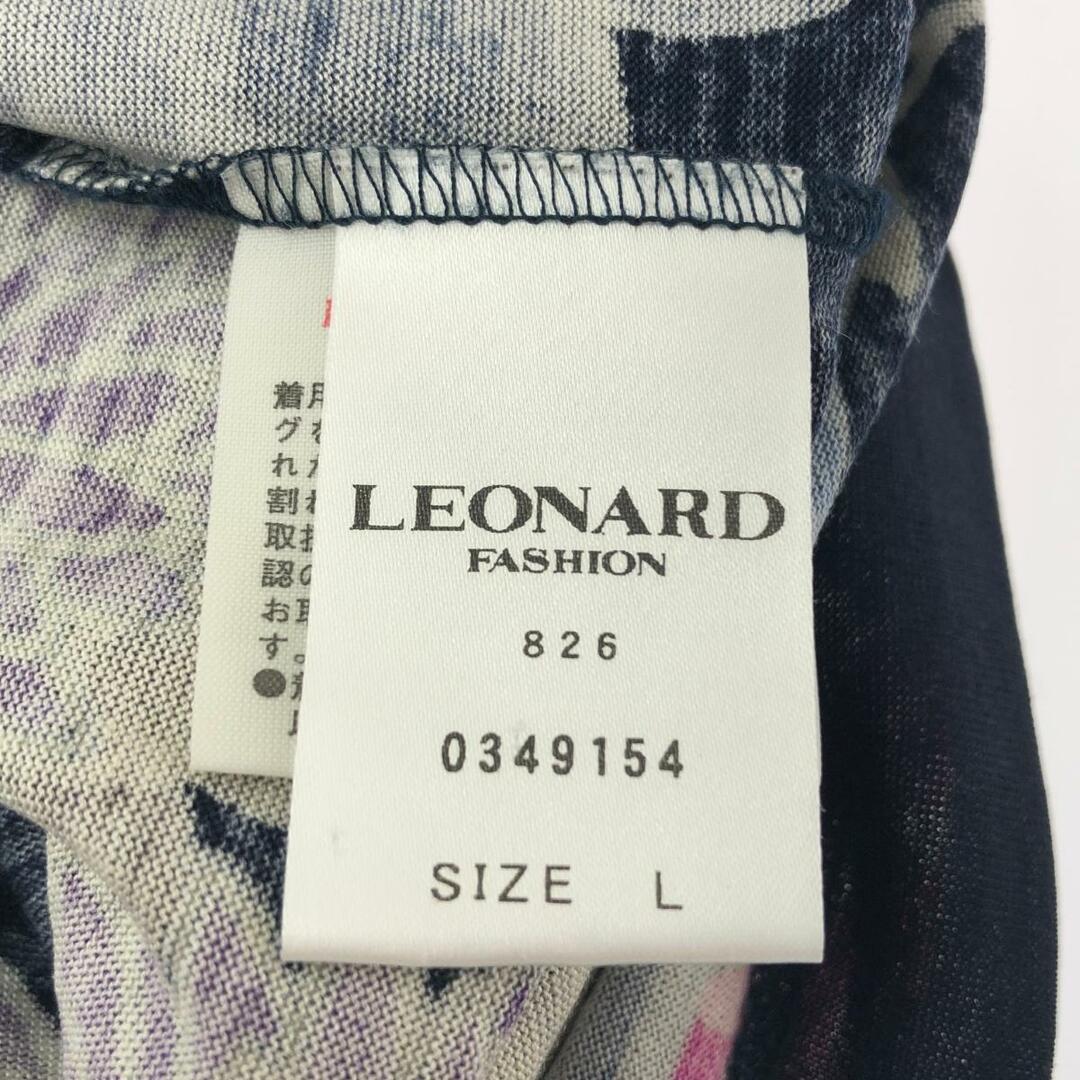 LEONARD
FASHION
826
0349154
SIZE L
着用
グを
れ
割れ
取扱
認の
お取
す。
●